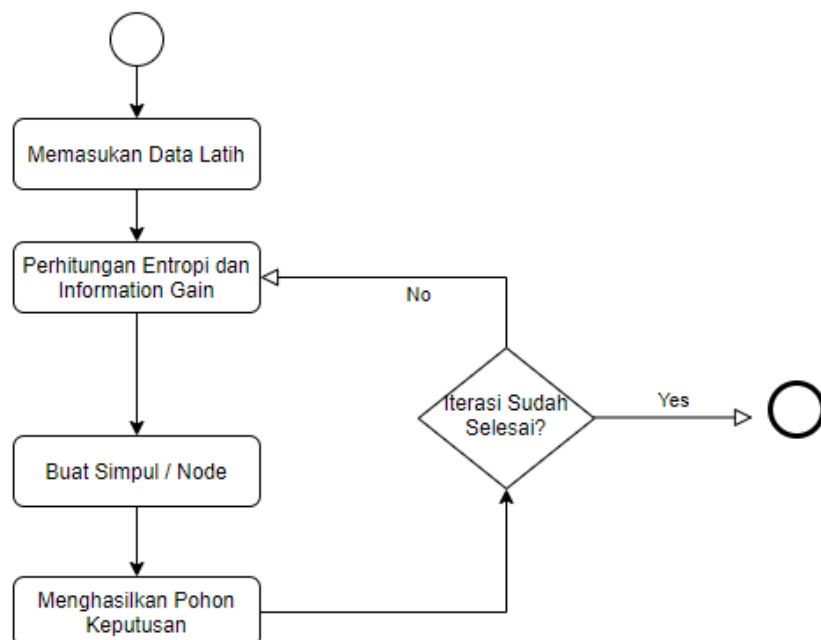 Memasukan Data Latih
Perhitungan Entropi dan
Information Gain
No
Iterasi Sudah
Selesai?
Yes
Buat Simpul / Node
Menghasilkan Pohon
Keputusan